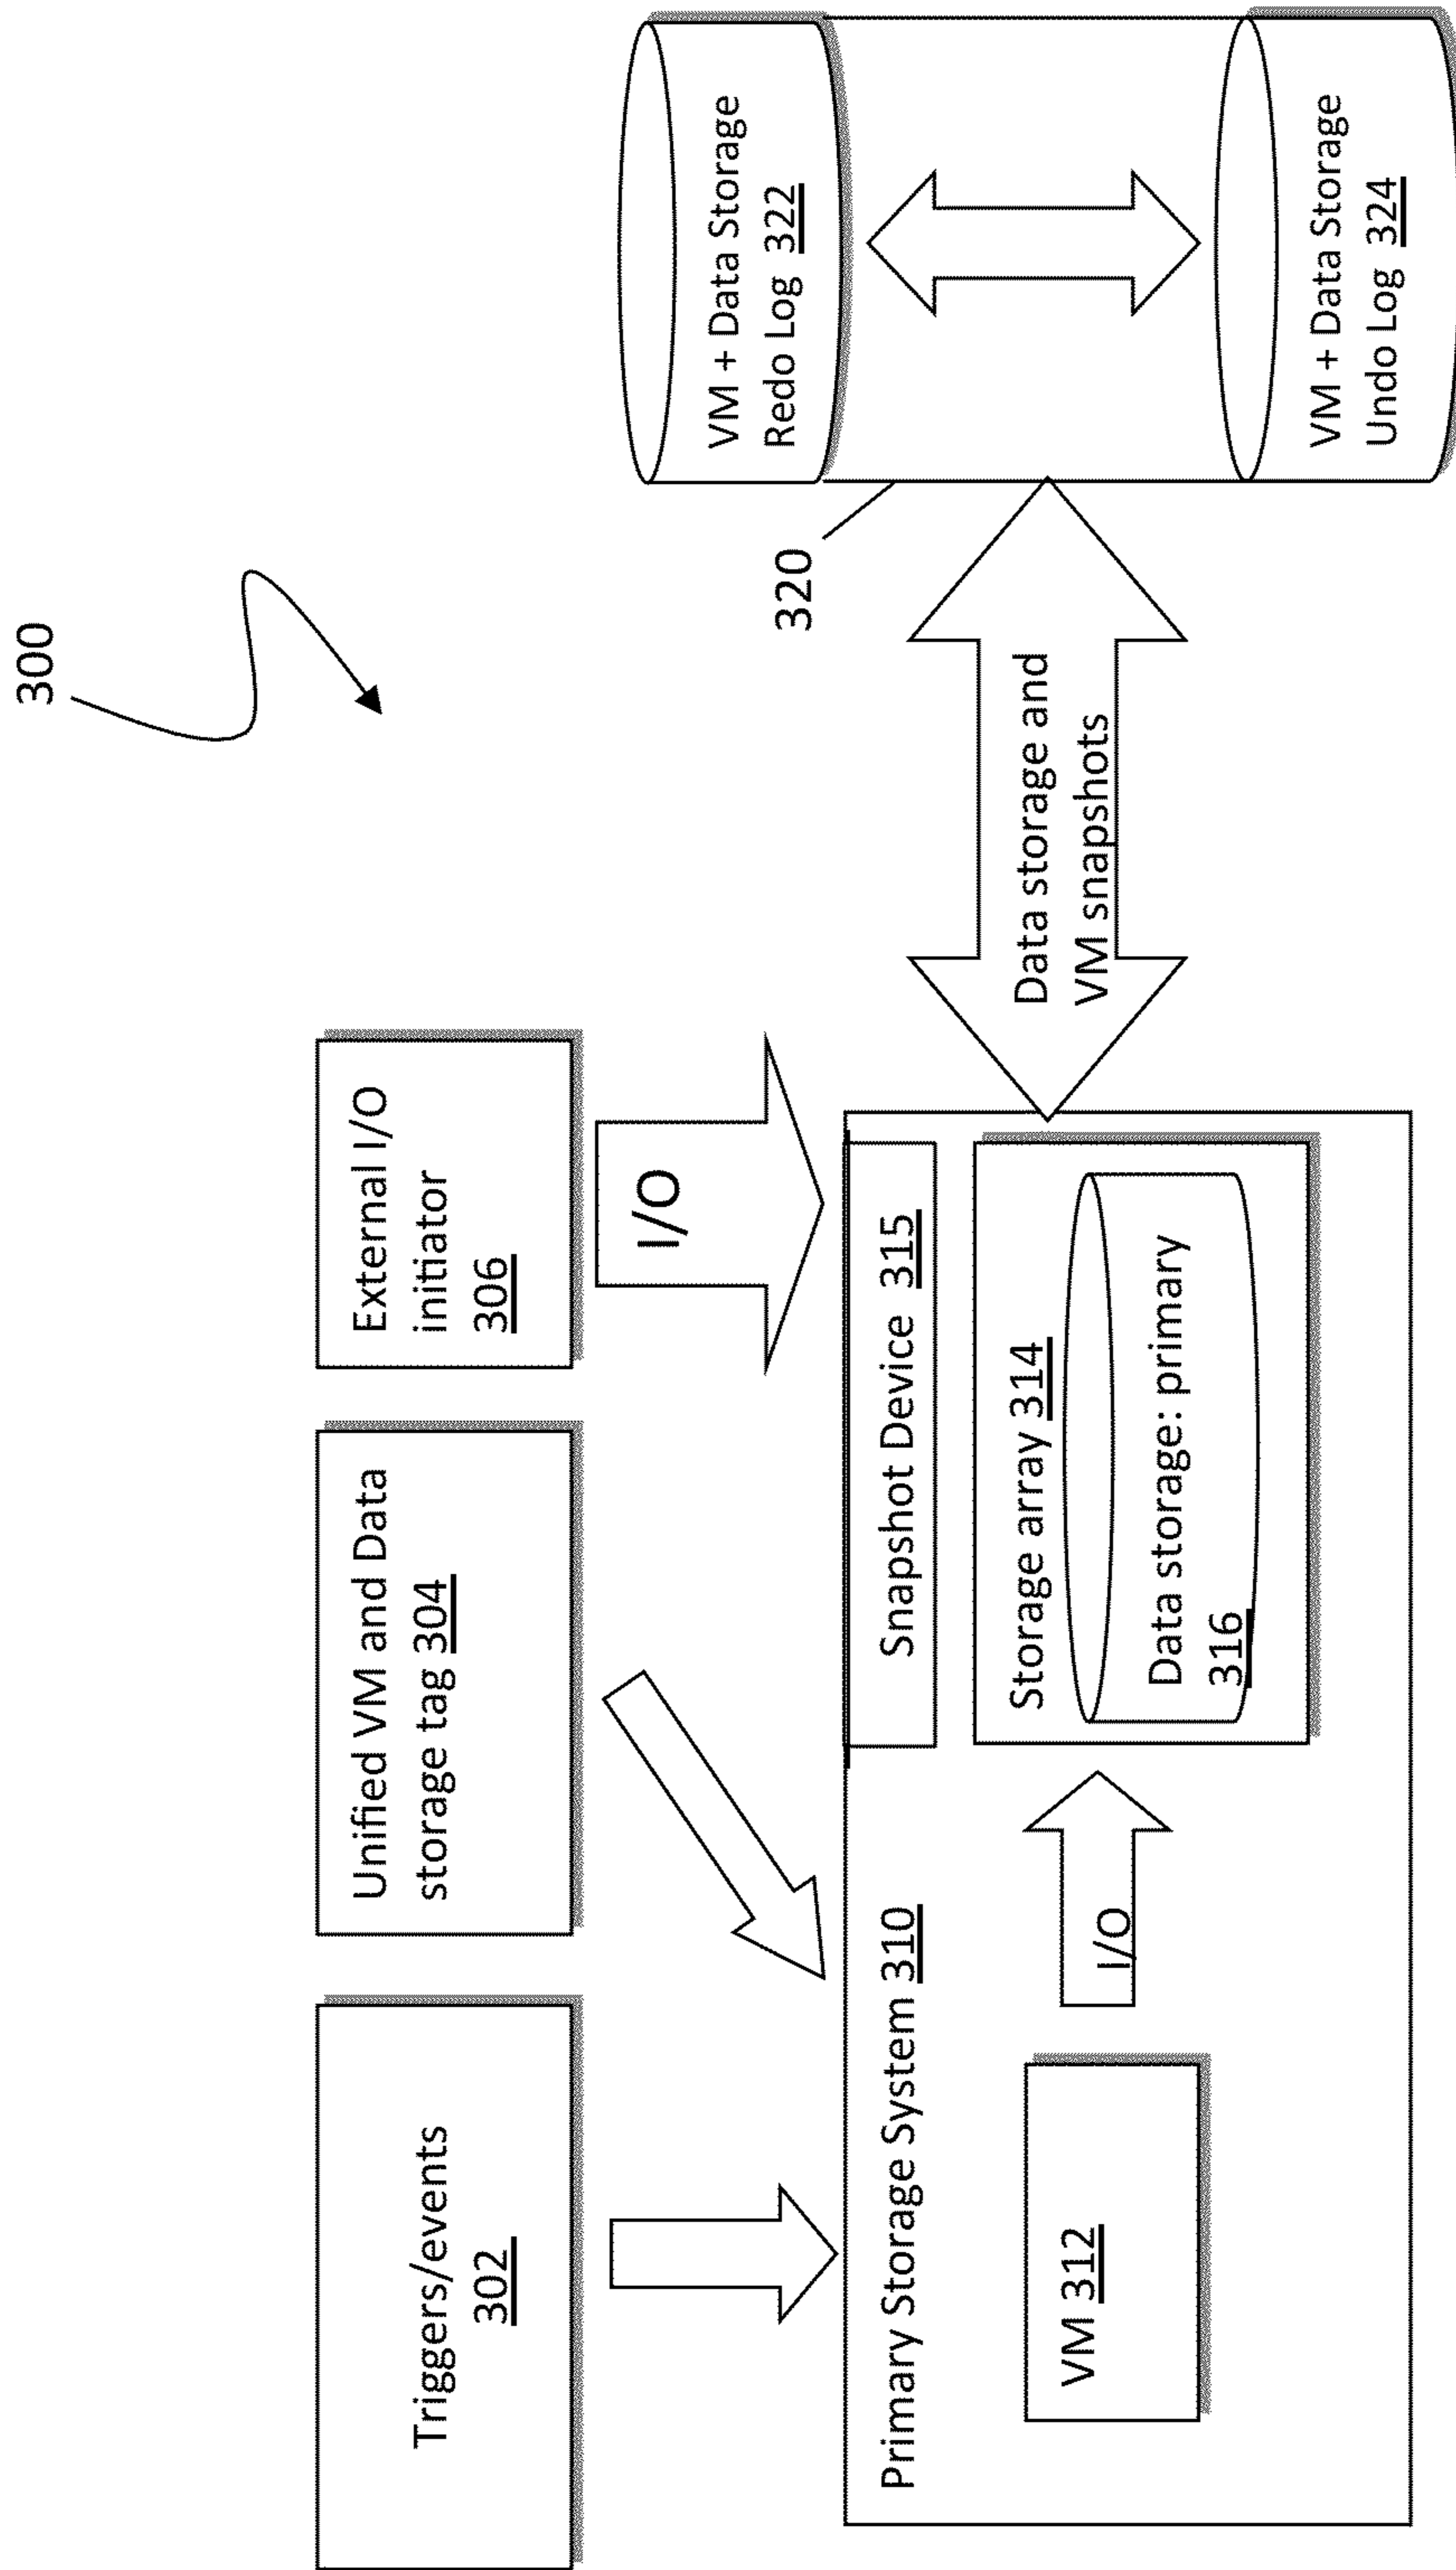 300
Triggers/events
302
Unified VM and Data
storage tag 304
External I/O
initiator
306
I/O
Primary Storage System 310
VM 312
I/O
Snapshot Device 315
Storage array 314
Data storage: primary
316
Data storage and
VM snapshots
320
VM + Data Storage
Redo Log 322
VM + Data Storage
Undo Log 324